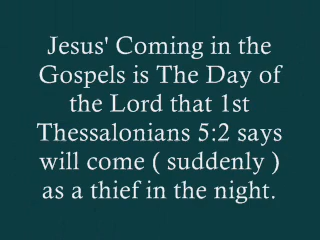 Jesus' Coming in the
Gospels is The Day of
the Lord that 1st
Thessalonians 5:2 says
will come ( suddenly )
as a thief in the night.